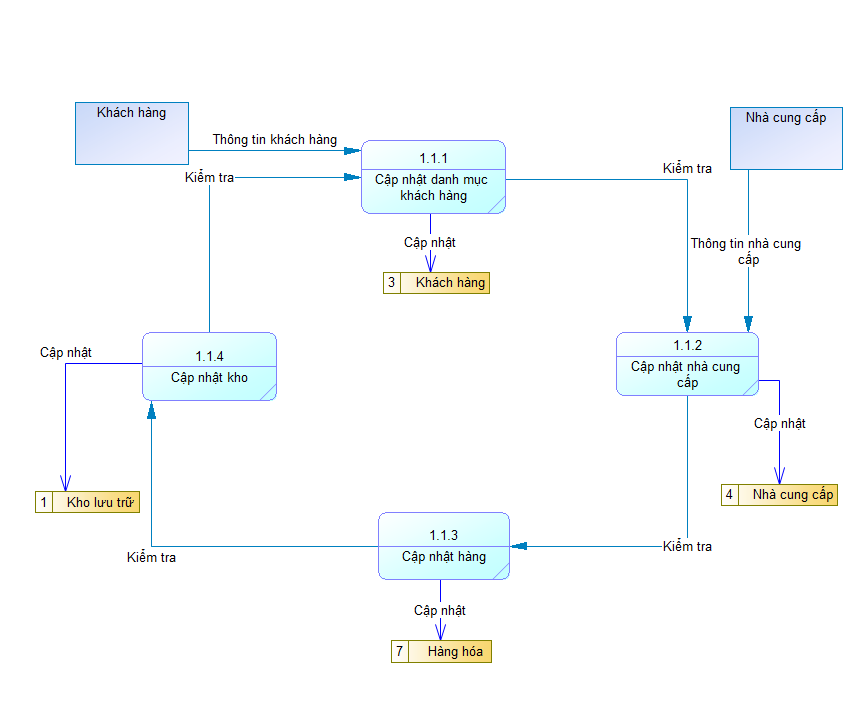 Khách hàng
Nhà cung cấp
Thông tin khách hàng
1.1.1
Cập nhật danh mục
khách hàng
Kiểm tra
Kiểm tra
Cập nhật
Thông tin nhà cung
cấp
3 Khách hàng
1.1.4
Cập nhật kho
Cập nhật
1.1.2
Cập nhật nhà cung
cấp
Cập nhật
1 Kho lưu trữ
4 Nhà cung cấp
1.1.3
Cập nhật hàng
Kiểm tra
Kiểm tra
Cập nhật
7 Hàng hóa